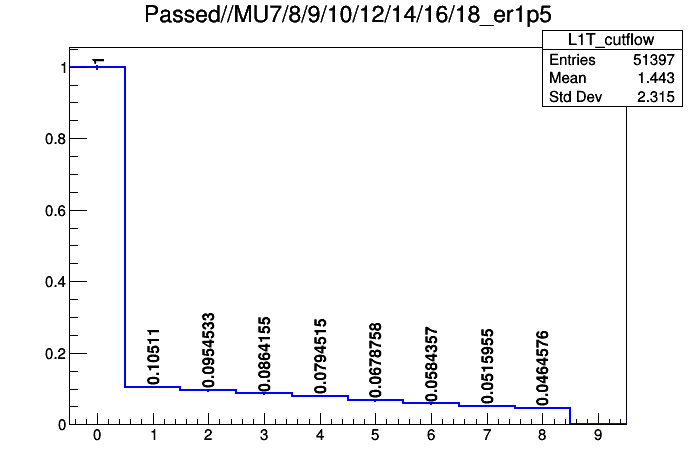 Passed//MU7/8/9/10/12/14/16/18_er1p5
L1T_cutflow
Entries 51397
Mean 1.443
Std Dev 2.315
1
0.8
0.6
0.4
0.2
0
1
0.10511
0.0954533
0.0864155
0.0794515
0.0678758
0.0584357
0.0515955
0.0464576
0 1 2 3 4 5 6 7 8 9